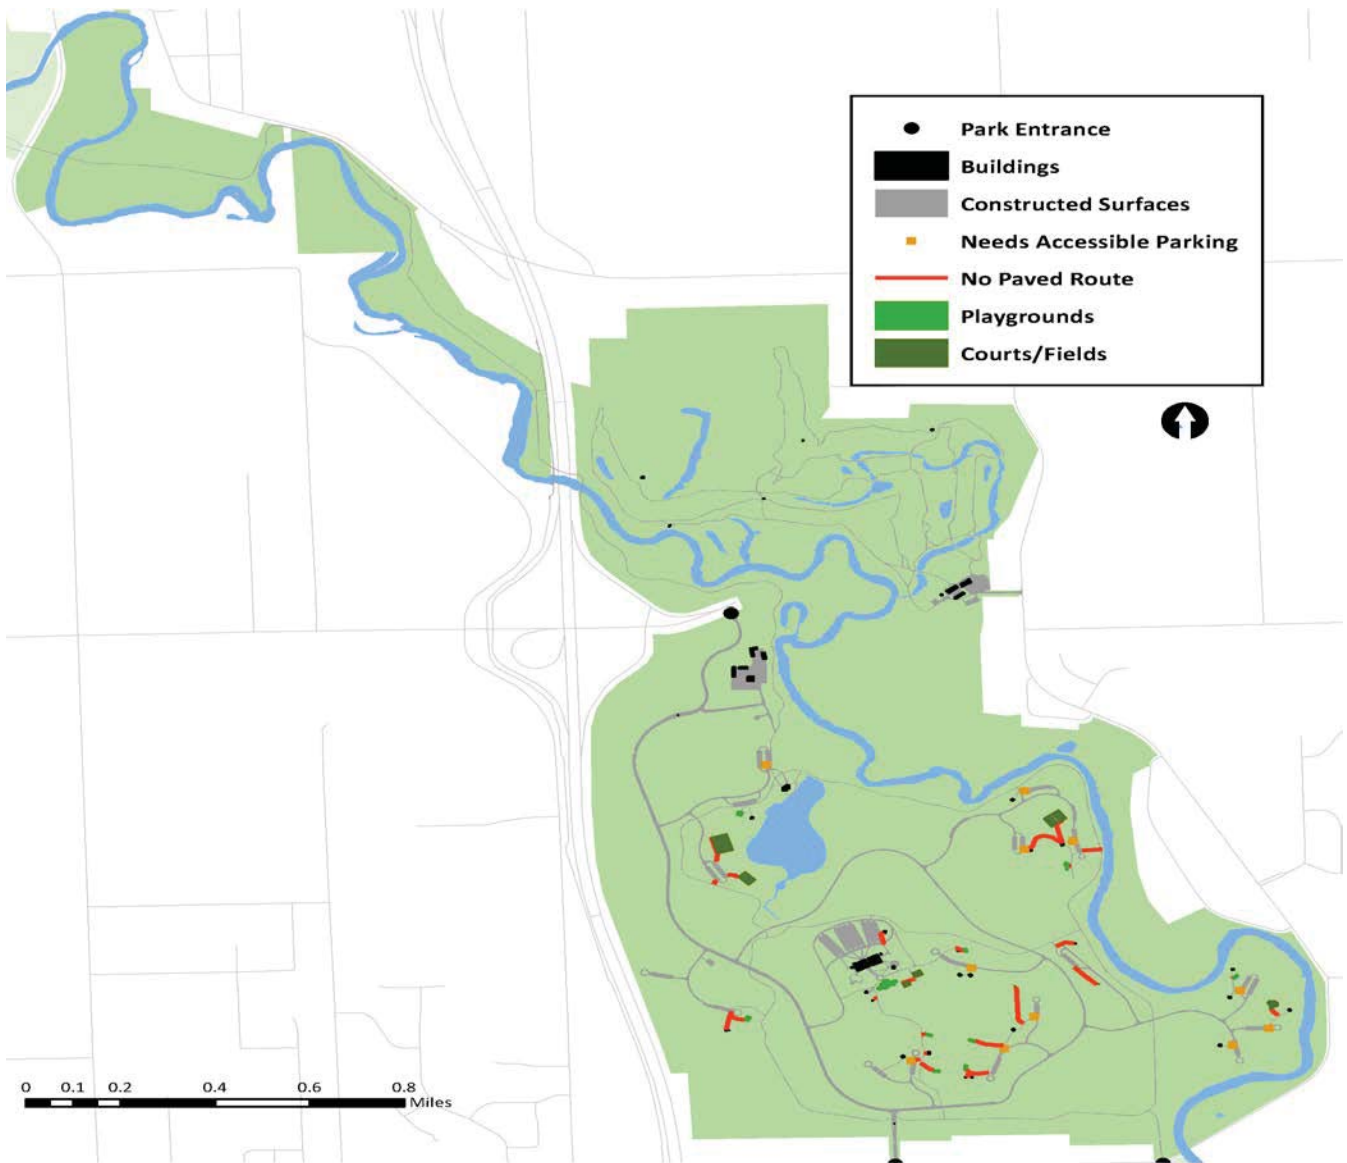 Park Entrance
Buildings
Constructed Surfaces
Needs Accessible Parking
No Paved Route
Playgrounds
Courts/Fields
0 0.1 0.2 0.4 0.6 0.8
Miles